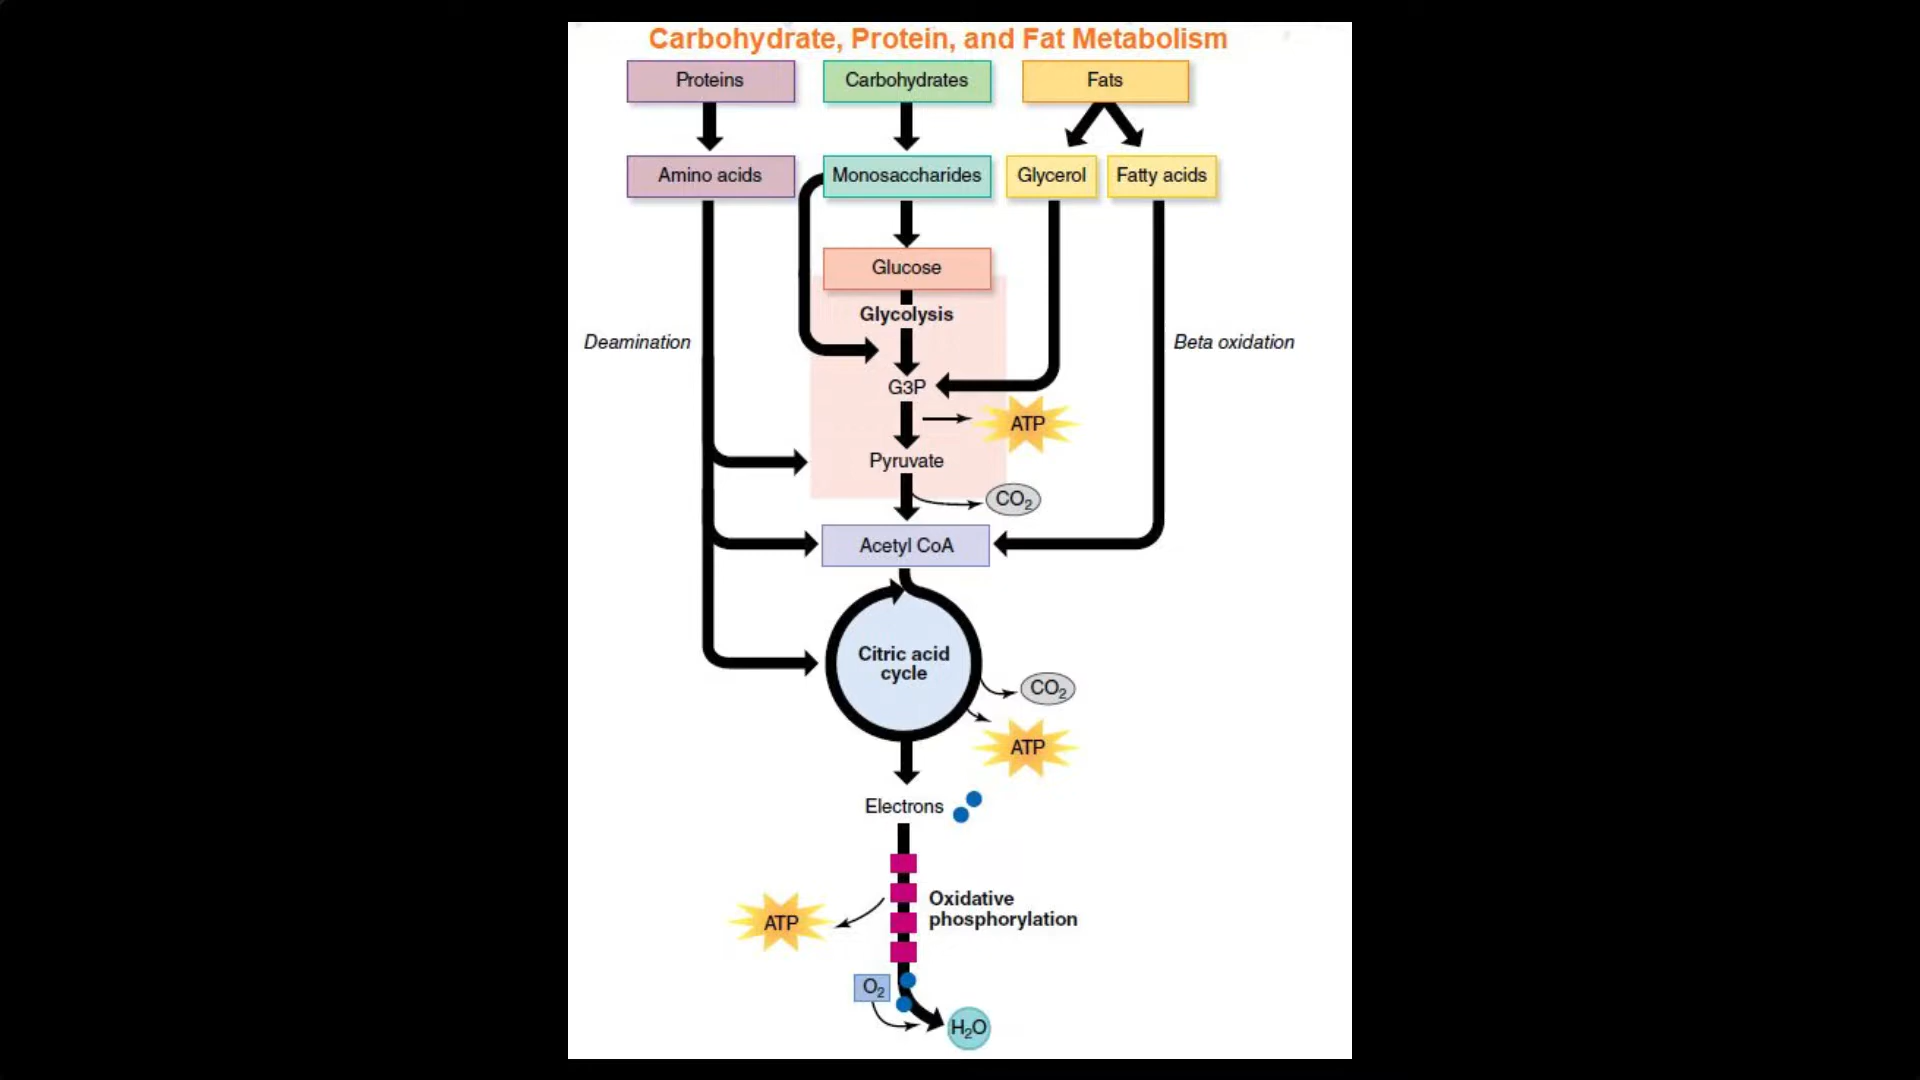 Carbohydrate, Protein, and Fat Metabolism
Proteins
Carbohydrates
Fats
Amino acids
Monosaccharides
Glycerol
Fatty acids
Glucose
Glycolysis
Deamination
Beta oxidation
G3P
ATP
Pyruvate
CO₂
Acetyl CoA
Citric acid
cycle
CO₂
ATP
Electrons
Oxidative
phosphorylation
ATP
O₂
H₂O